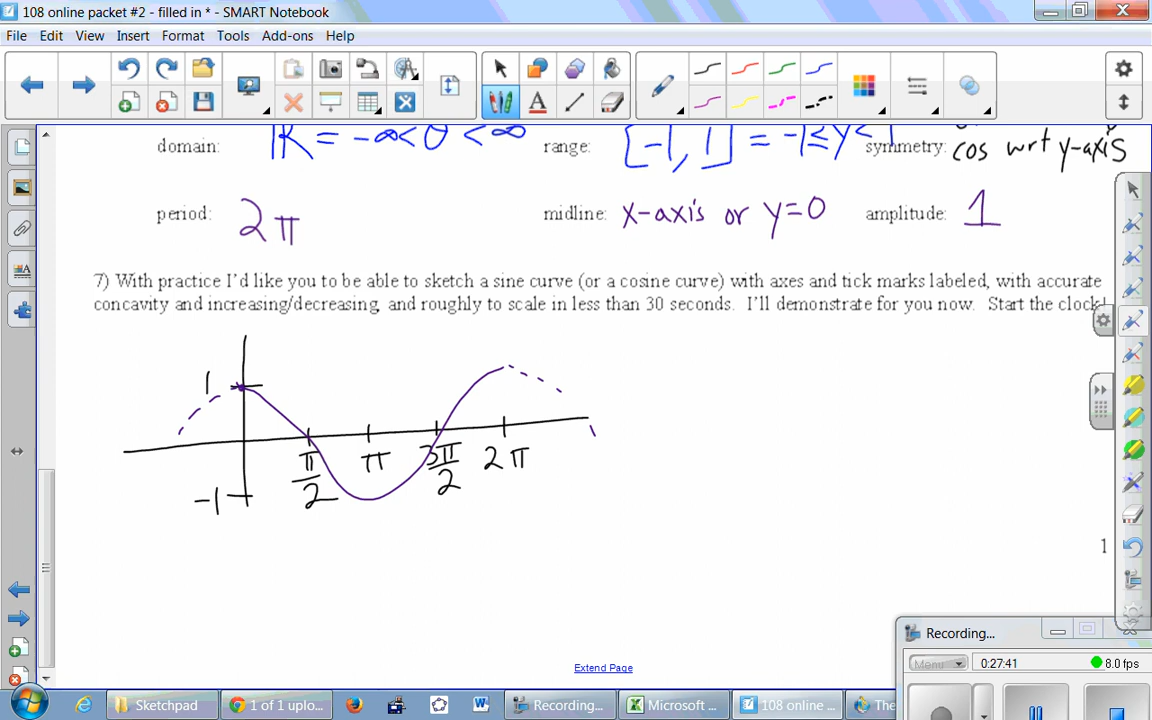 108 online packet #2 - filled in * - SMART Notebook
File Edit View Insert Format Tools Add-ons Help
domain: ℝ = -∞<θ<∞ range: [-1, 1] = -1≤y≤1 symmetry: cos wrt y-axis
period: 2π midline: x-axis or y=0 amplitude: 1
7) With practice I'd like you to be able to sketch a sine curve (or a cosine curve) with axes and tick marks labeled, with accurate
concavity and increasing/decreasing, and roughly to scale in less than 30 seconds. I'll demonstrate for you now. Start the clock!
1
π/2 π 3π/2 2π
-1
1
Extend Page
Recording...
Menu 0:27:41 8.0 fps
Sketchpad 1 of 1 uplo... Recording... Microsoft ... 108 online ... The